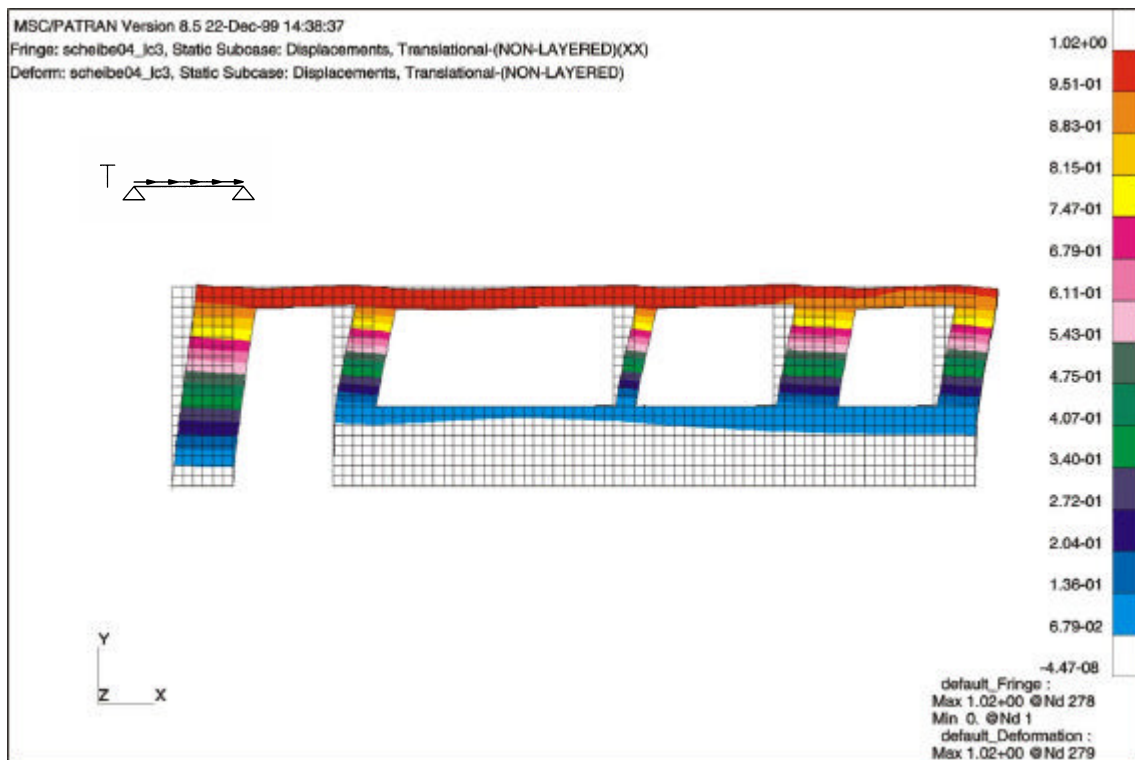 MSC/PATRAN Version 8.5 22-Dec-99 14:38:37
Fringe: scheibe04_lc3, Static Subcase: Displacements, Translational-(NON-LAYERED)(XX)
Deform: scheibe04_lc3, Static Subcase: Displacements, Translational-(NON-LAYERED)
1.02+00
9.51-01
8.83-01
8.15-01
7.47-01
6.79-01
6.11-01
5.43-01
4.75-01
4.07-01
3.40-01
2.72-01
2.04-01
1.36-01
6.79-02
-4.47-08
T
Y
Z X
default_Fringe :
Max 1.02+00 @Nd 278
Min 0. @Nd 1
default_Deformation :
Max 1.02+00 @Nd 279